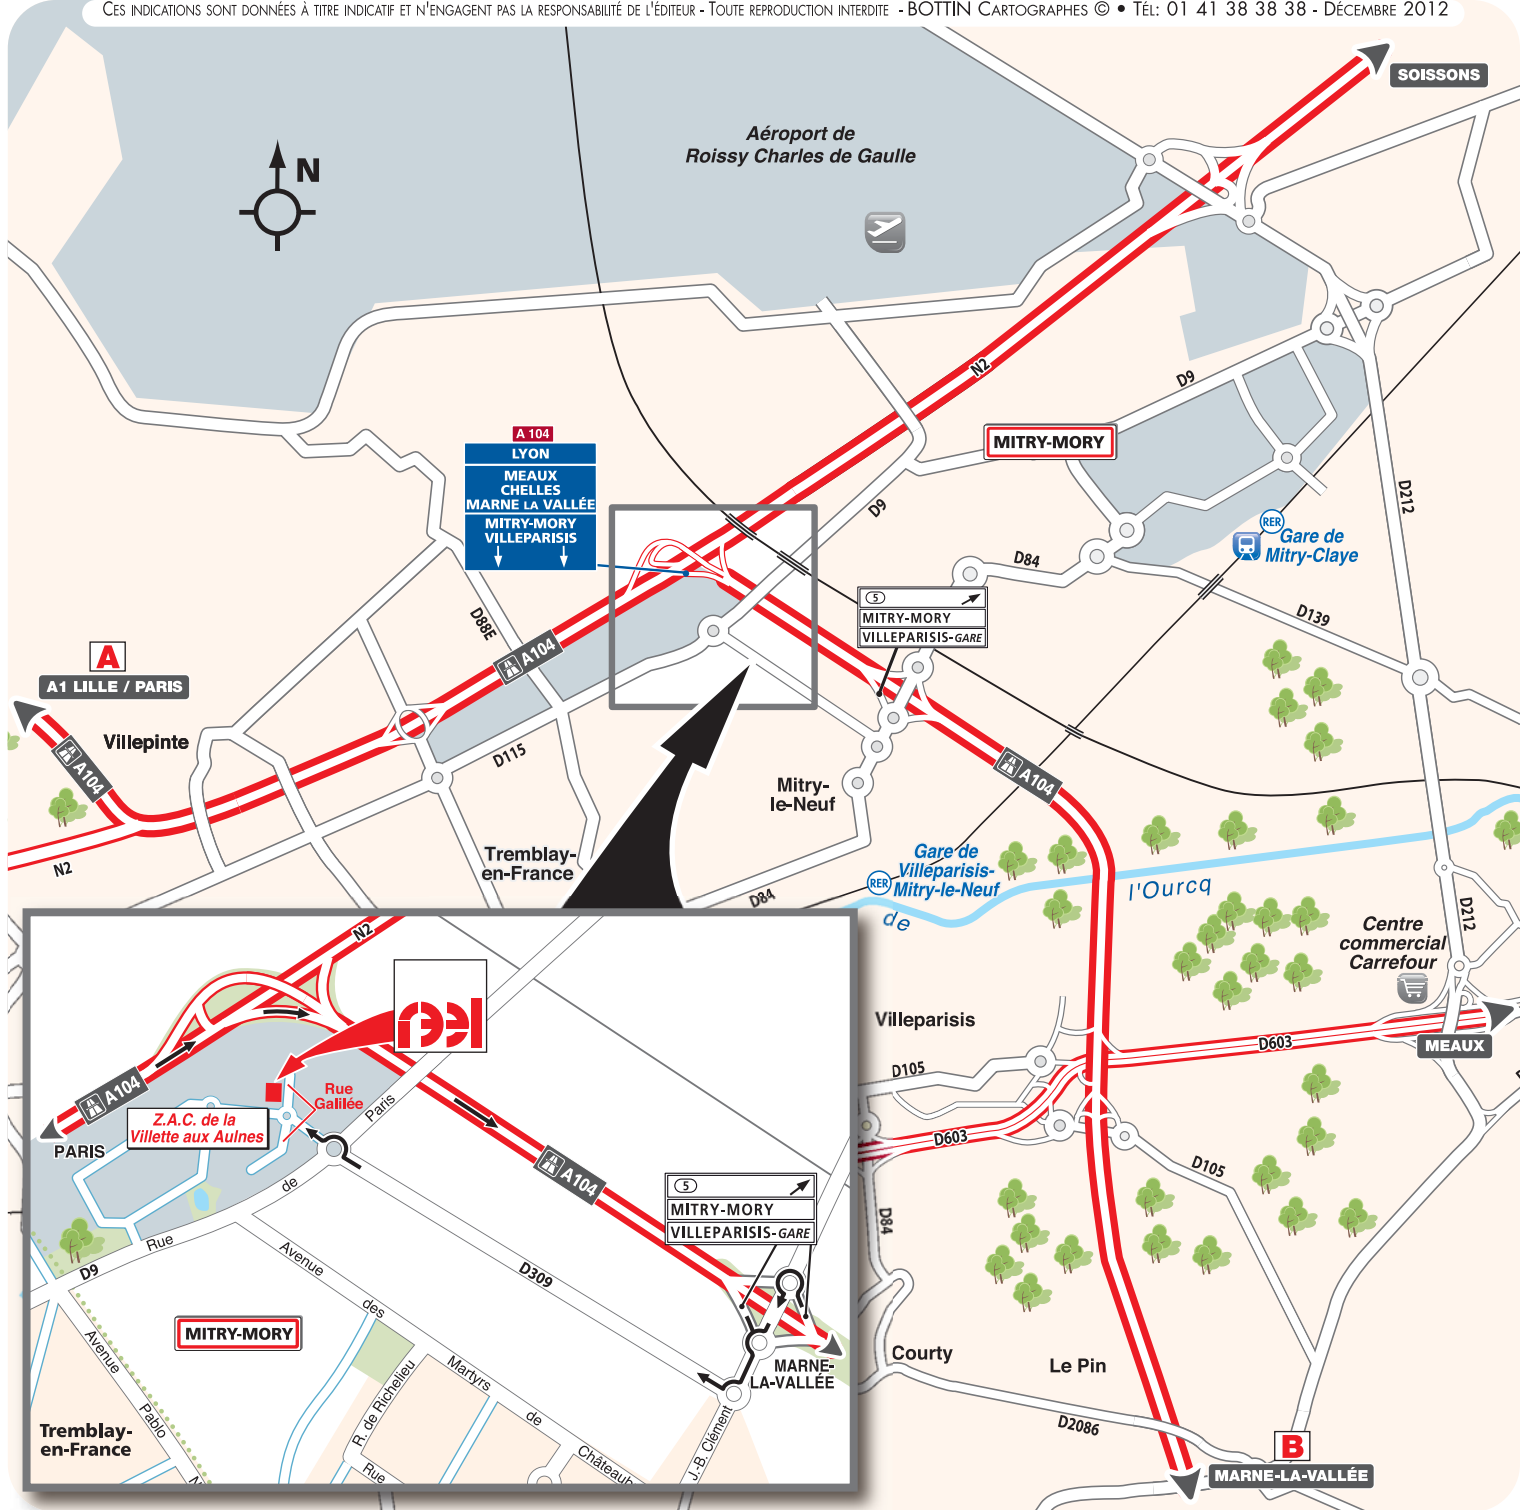 CES INDICATIONS SONT DONNÉES À TITRE INDICATIF ET N'ENGAGENT PAS LA RESPONSABILITÉ DE L'ÉDITEUR - TOUTE REPRODUCTION INTERDITE - BOTTIN CARTOGRAPHES © • TÉL: 01 41 38 38 38 - DÉCEMBRE 2012
SOISSONS
Aéroport de
Roissy Charles de Gaulle
N
N2
D9
A 104
LYON
MEAUX
CHELLES
MARNE LA VALLÉE
MITRY-MORY
VILLEPARISIS
MITRY-MORY
D9
D212
RER
Gare de
Mitry-Claye
D84
D139
5
MITRY-MORY
VILLEPARISIS-GARE
D88E
A104
A
A1 LILLE / PARIS
Villepinte
A104
D115
N2
Mitry-
le-Neuf
A104
Tremblay-
en-France
D84
RER
Gare de
Villeparisis-
Mitry-le-Neuf
de
l'Ourcq
D212
Centre
commercial
Carrefour
Villeparisis
D603
MEAUX
D105
D603
D105
D84
Courty
Le Pin
D2086
B
MARNE-LA-VALLÉE
N2
reel
A104
PARIS
Z.A.C. de la
Villette aux Aulnes
Rue
Galilée
Paris
de
Rue
D9
A104
5
MITRY-MORY
VILLEPARISIS-GARE
D309
Avenue
des
Martyrs
de
Châteaub
MITRY-MORY
Avenue
Pablo
R. de Richelieu
Rue
J.-B. Clément
MARNE-
LA-VALLÉE
Tremblay-
en-France